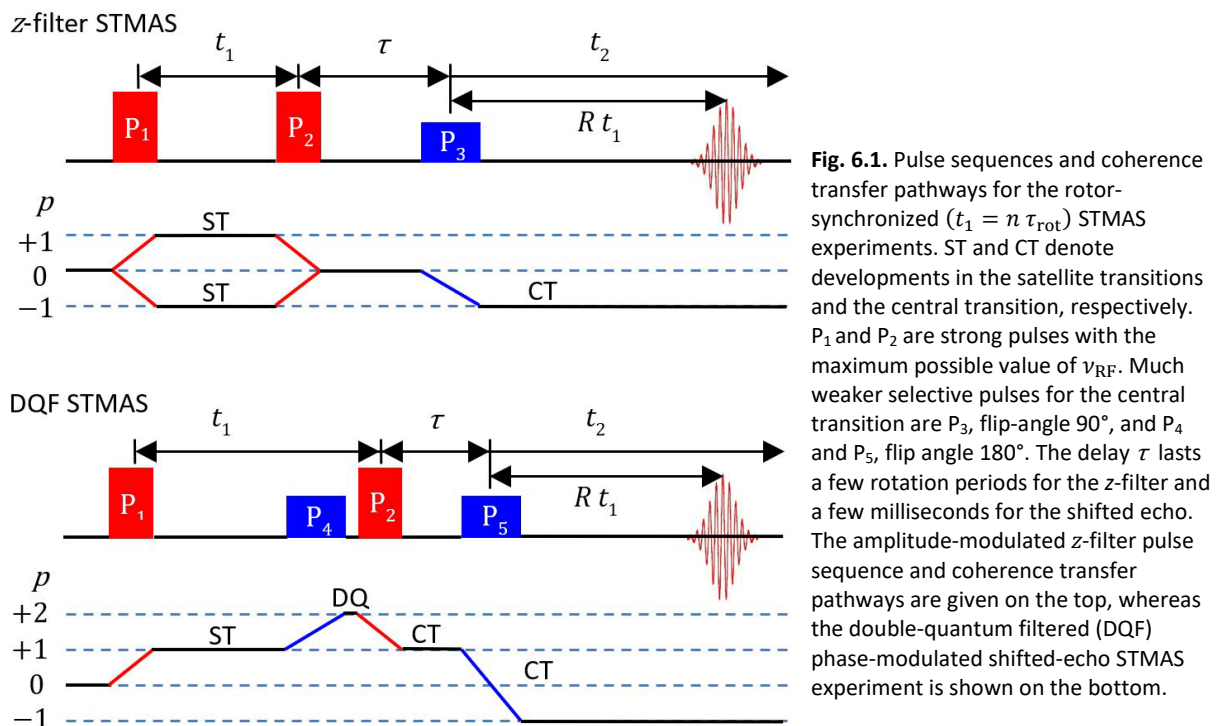 z-filter STMAS
t₁ τ t₂
R t₁
P₁ P₂ P₃
p
+1 ST
0
−1 ST CT
DQF STMAS
t₁ τ t₂
R t₁
P₁ P₄ P₂ P₅
p
+2 DQ
+1 ST CT
0 CT
−1
Fig. 6.1. Pulse sequences and coherence
transfer pathways for the rotor-
synchronized (t₁ = n τrot) STMAS
experiments. ST and CT denote
developments in the satellite transitions
and the central transition, respectively.
P₁ and P₂ are strong pulses with the
maximum possible value of νRF. Much
weaker selective pulses for the central
transition are P₃, flip-angle 90°, and P₄
and P₅, flip angle 180°. The delay τ lasts
a few rotation periods for the z-filter and
a few milliseconds for the shifted echo.
The amplitude-modulated z-filter pulse
sequence and coherence transfer
pathways are given on the top, whereas
the double-quantum filtered (DQF)
phase-modulated shifted-echo STMAS
experiment is shown on the bottom.